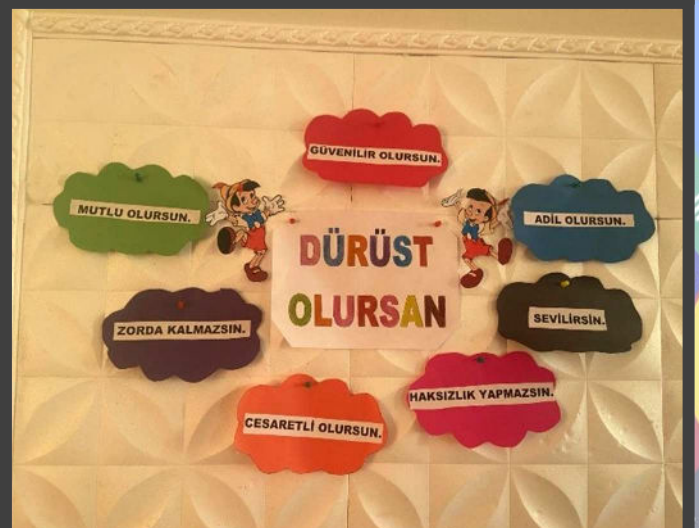 GÜVENİLİR OLURSUN.
MUTLU OLURSUN.
ADİL OLURSUN.
DÜRÜST
OLURSAN
ZORDA KALMAZSIN.
SEVİLİRSİN.
HAKSIZLIK YAPMAZSIN.
CESARETLİ OLURSUN.